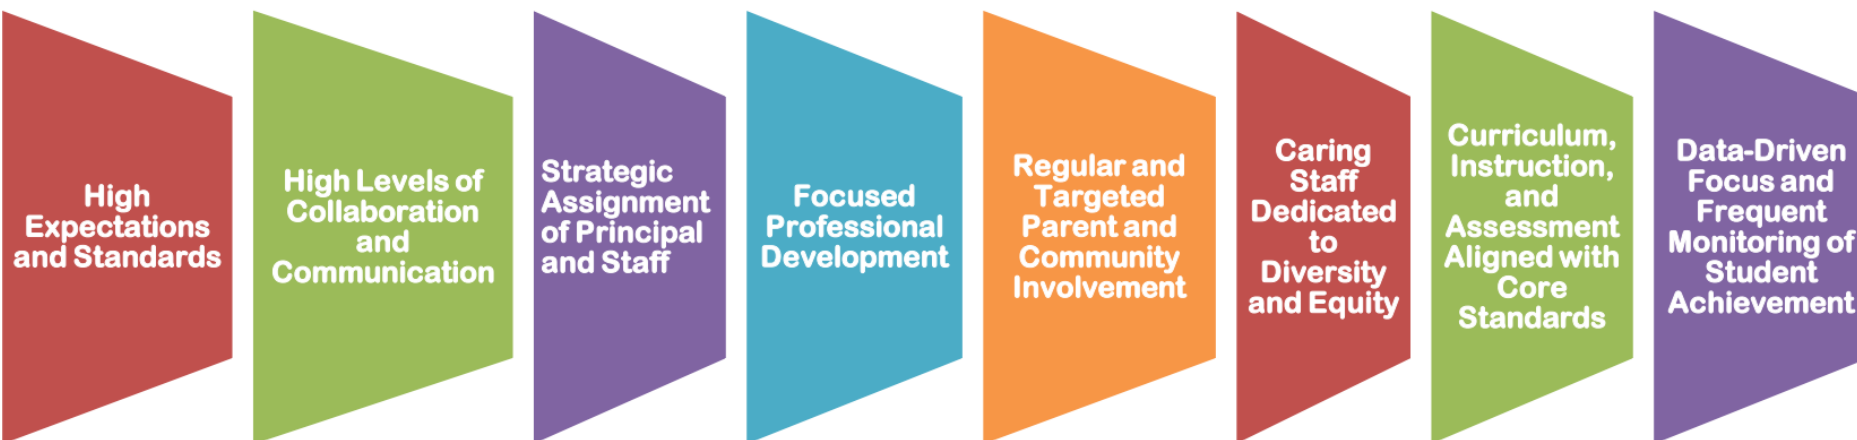 High
Expectations
and Standards
High Levels of
Collaboration
and
Communication
Strategic
Assignment
of Principal
and Staff
Focused
Professional
Development
Regular and
Targeted
Parent and
Community
Involvement
Caring
Staff
Dedicated
to
Diversity
and Equity
Curriculum,
Instruction,
and
Assessment
Aligned with
Core
Standards
Data-Driven
Focus and
Frequent
Monitoring of
Student
Achievement